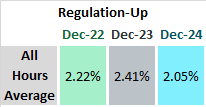 Regulation-Up
Dec-22 Dec-23 Dec-24
All Hours Average 2.22% 2.41% 2.05%